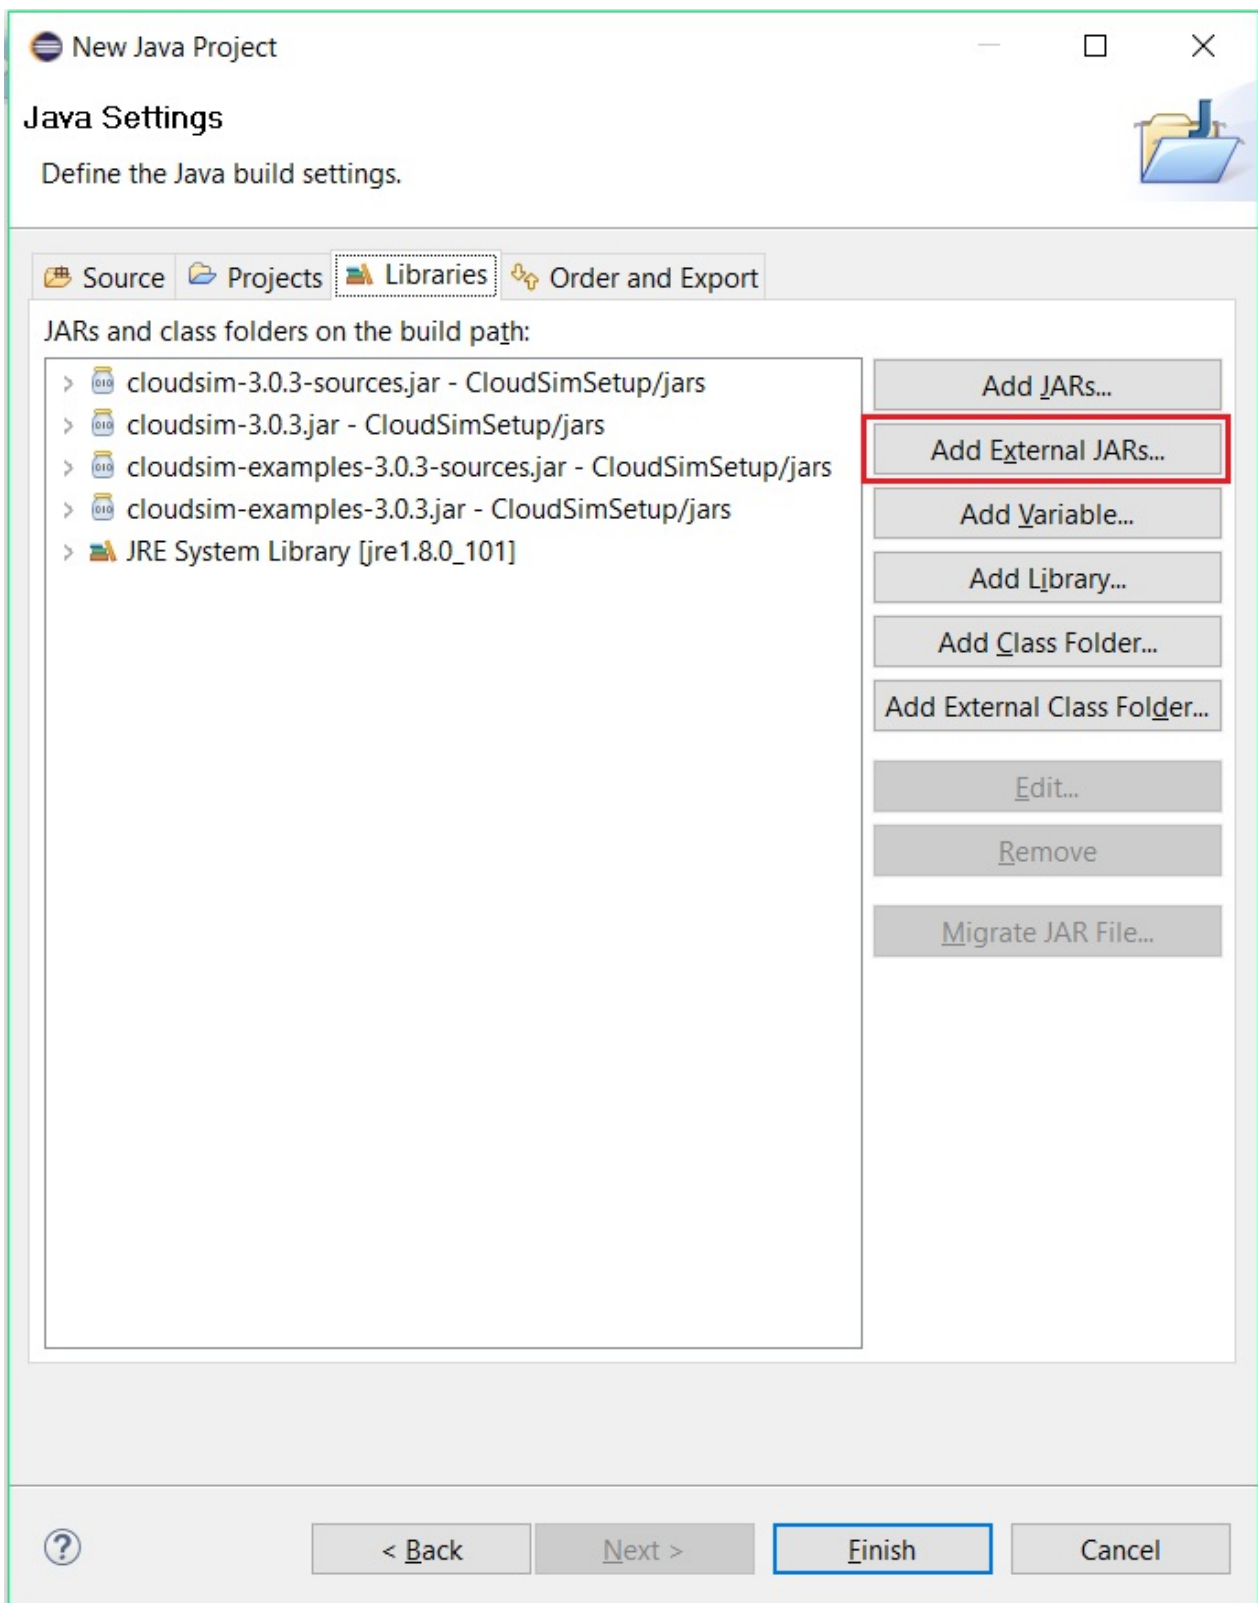 New Java Project
Java Settings
Define the Java build settings.
Source Projects Libraries Order and Export
JARs and class folders on the build path:
cloudsim-3.0.3-sources.jar - CloudSimSetup/jars
cloudsim-3.0.3.jar - CloudSimSetup/jars
cloudsim-examples-3.0.3-sources.jar - CloudSimSetup/jars
cloudsim-examples-3.0.3.jar - CloudSimSetup/jars
JRE System Library [jre1.8.0_101]
Add JARs...
Add External JARs...
Add Variable...
Add Library...
Add Class Folder...
Add External Class Folder...
Edit...
Remove
Migrate JAR File...
? < Back Next > Finish Cancel